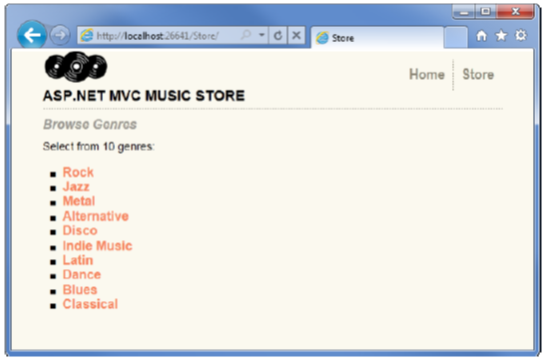 http://localhost:26641/Store/
Store
Home
Store
ASP.NET MVC MUSIC STORE
Browse Genres
Select from 10 genres:
Rock
Jazz
Metal
Alternative
Disco
Indie Music
Latin
Dance
Blues
Classical